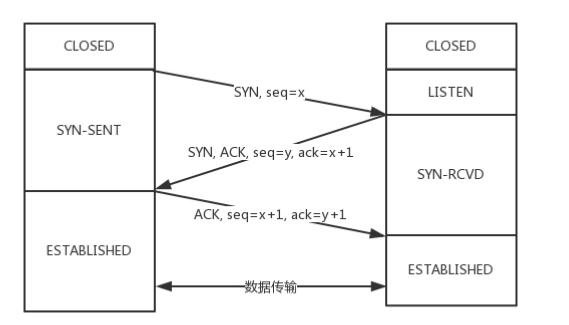 CLOSED
CLOSED
SYN, seq=x
LISTEN
SYN-SENT
SYN, ACK, seq=y, ack=x+1
SYN-RCVD
ACK, seq=x+1, ack=y+1
ESTABLISHED
ESTABLISHED
数据传输